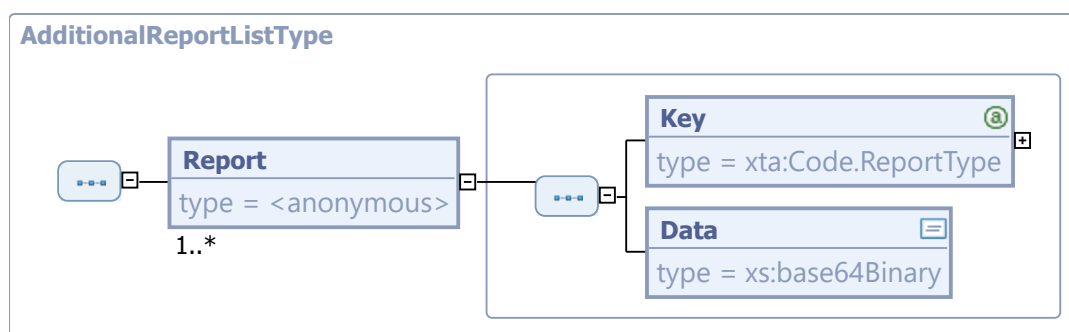 AdditionalReportListType
Report
type = <anonymous>
1..*
Key
type = xta:Code.ReportType
Data
type = xs:base64Binary